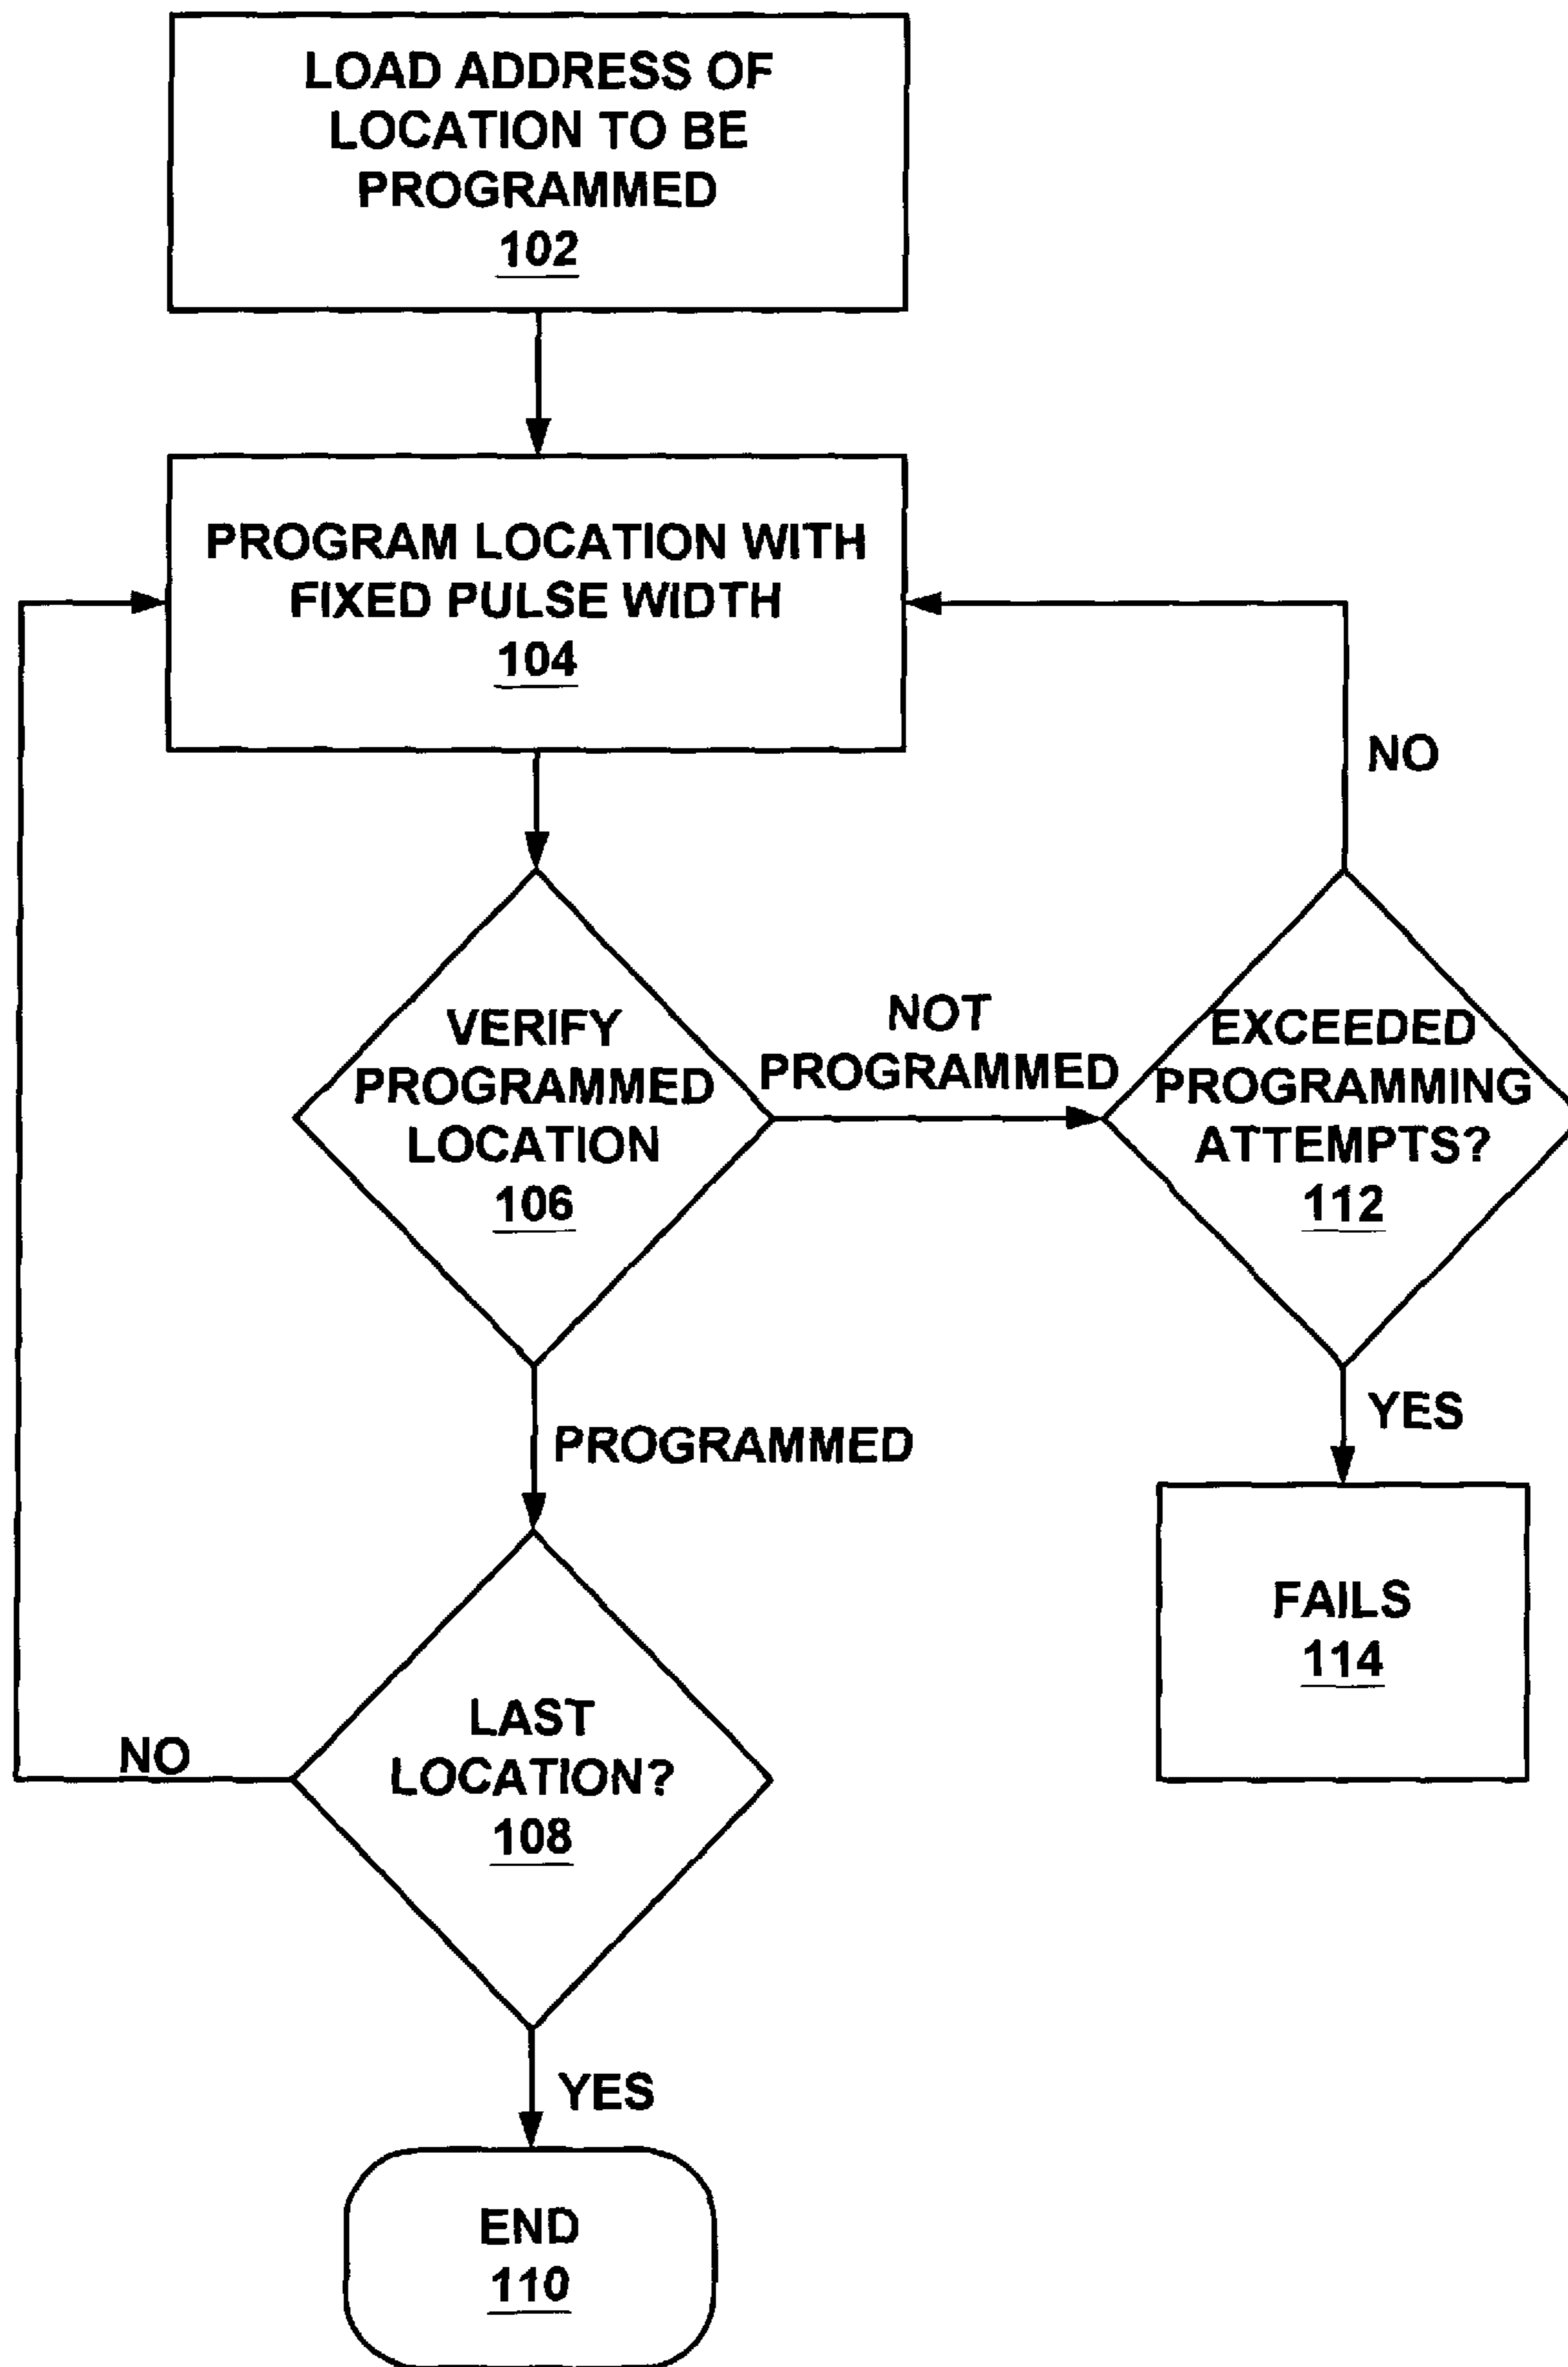 LOAD ADDRESS OF
LOCATION TO BE
PROGRAMMED
102
PROGRAM LOCATION WITH
FIXED PULSE WIDTH
104
NO
VERIFY
PROGRAMMED
LOCATION
106
NOT
PROGRAMMED
EXCEEDED
PROGRAMMING
ATTEMPTS?
112
PROGRAMMED
YES
FAILS
114
LAST
LOCATION?
108
NO
YES
END
110